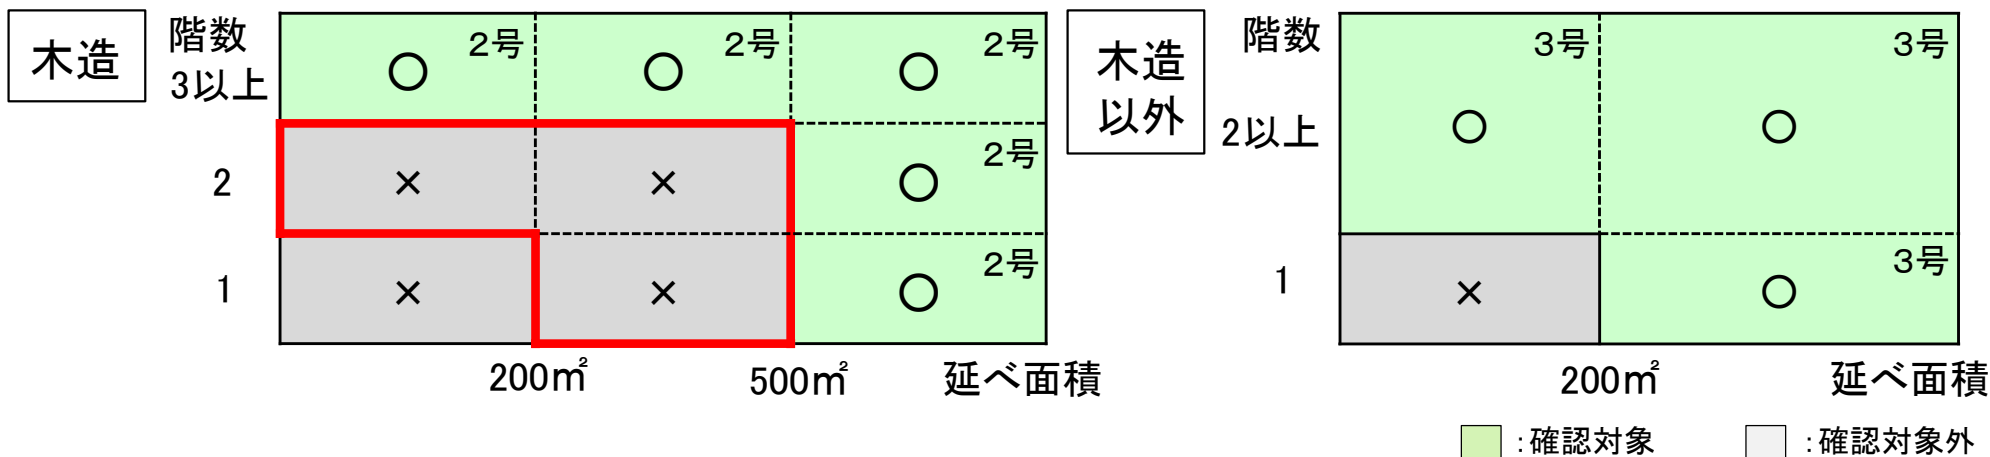 木造
階数
3以上
2号
2号
2号
○
○
○
2
×
×
2号
○
1
×
×
2号
○
200㎡
500㎡
延べ面積
木造
以外
階数
2以上
3号
3号
○
○
1
×
3号
○
200㎡
延べ面積
：確認対象
：確認対象外